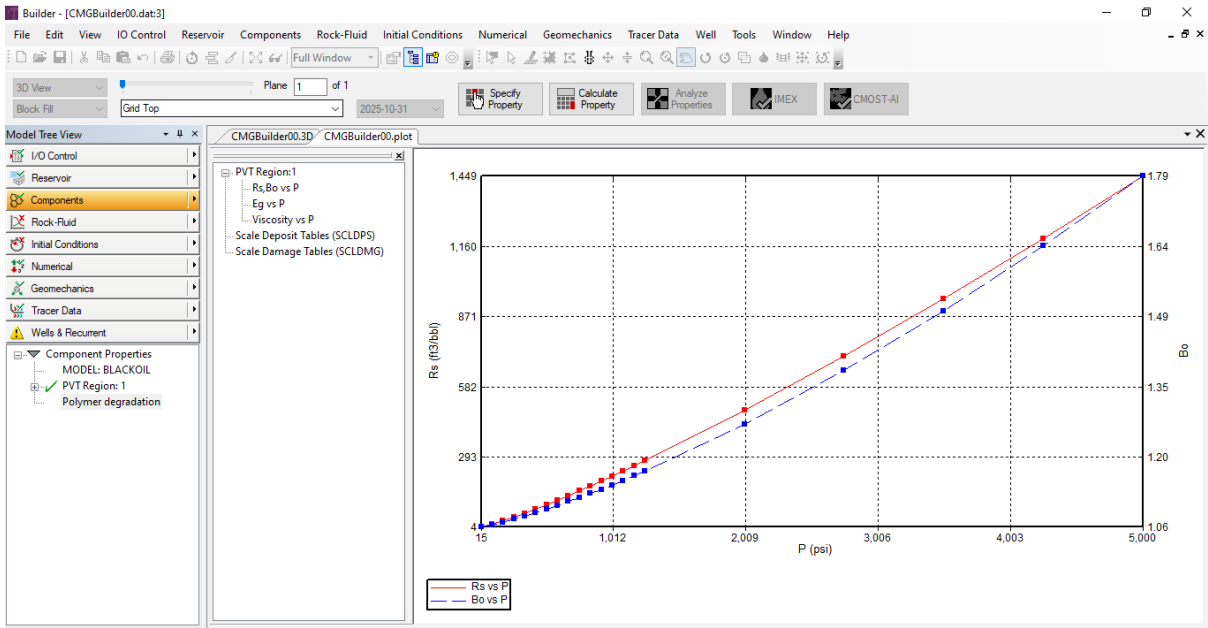 Builder - [CMGBuilder00.dat:3]
File Edit View IO Control Reservoir Components Rock-Fluid Initial Conditions Numerical Geomechanics Tracer Data Well Tools Window Help
Full Window
3D View
Plane 1 of 1
Block Fill
Grid Top
2025-10-31
Specify Property
Calculate Property
Analyze Properties
IMEX
CMOST-AI
Model Tree View
I/O Control
Reservoir
Components
Rock-Fluid
Initial Conditions
Numerical
Geomechanics
Tracer Data
Wells & Recurrent
Component Properties
MODEL: BLACKOIL
PVT Region: 1
Polymer degradation
CMGBuilder00.3D CMGBuilder00.plot
PVT Region:1
Rs,Bo vs P
Eg vs P
Viscosity vs P
Scale Deposit Tables (SCLDPS)
Scale Damage Tables (SCLDMG)
1,449
1,160
871
582
293
4
Rs (ft3/bbl)
1.79
1.64
1.49
1.35
1.20
1.06
Bo
15 1,012 2,009 3,006 4,003 5,000
P (psi)
Rs vs P
Bo vs P